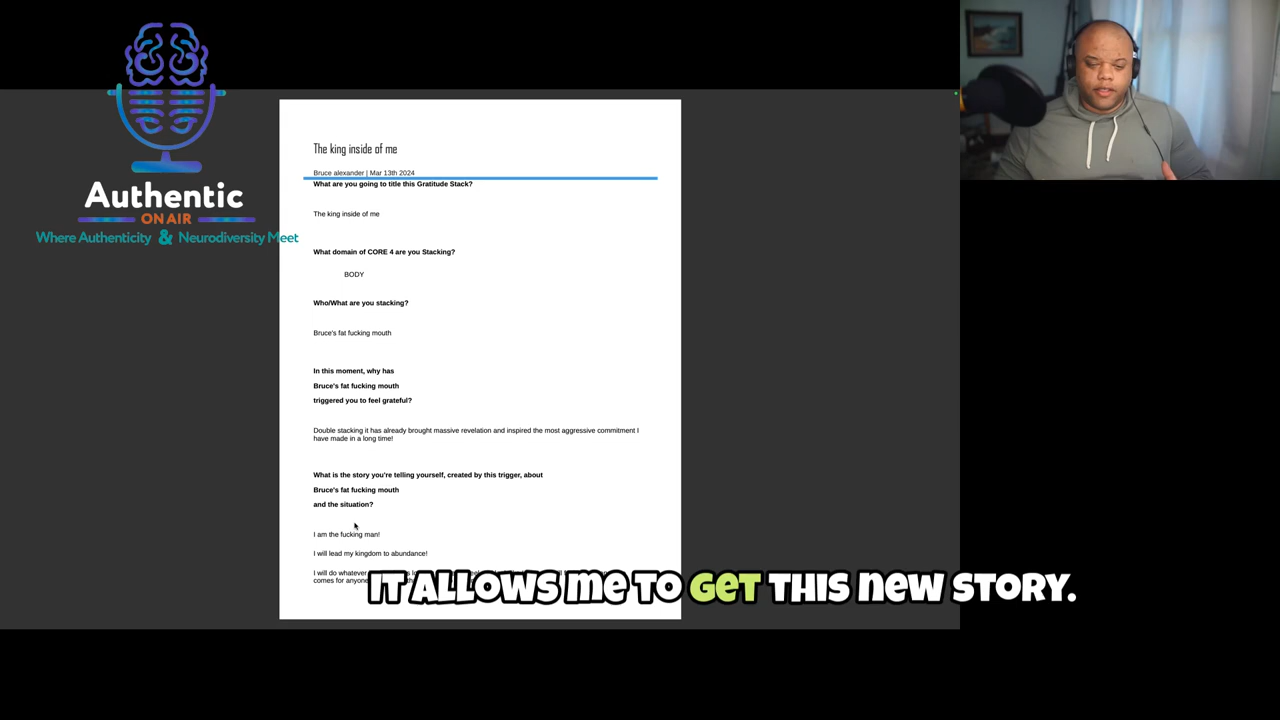 Authentic
ON AIR
Where Authenticity & Neurodiversity Meet
The king inside of me
Bruce alexander | Mar 13th 2024
What are you going to title this Gratitude Stack?
The king inside of me
What domain of CORE 4 are you Stacking?
BODY
Who/What are you stacking?
Bruce's fat fucking mouth
In this moment, why has
Bruce's fat fucking mouth
triggered you to feel grateful?
Double stacking it has already brought massive revelation and inspired the most aggressive commitment I
have made in a long time!
What is the story you're telling yourself, created by this trigger, about
Bruce's fat fucking mouth
and the situation?
I am the fucking man!
I will lead my kingdom to abundance!
I will do whatever
comes for anyone
IT ALLOWS ME TO GET THIS NEW STORY.